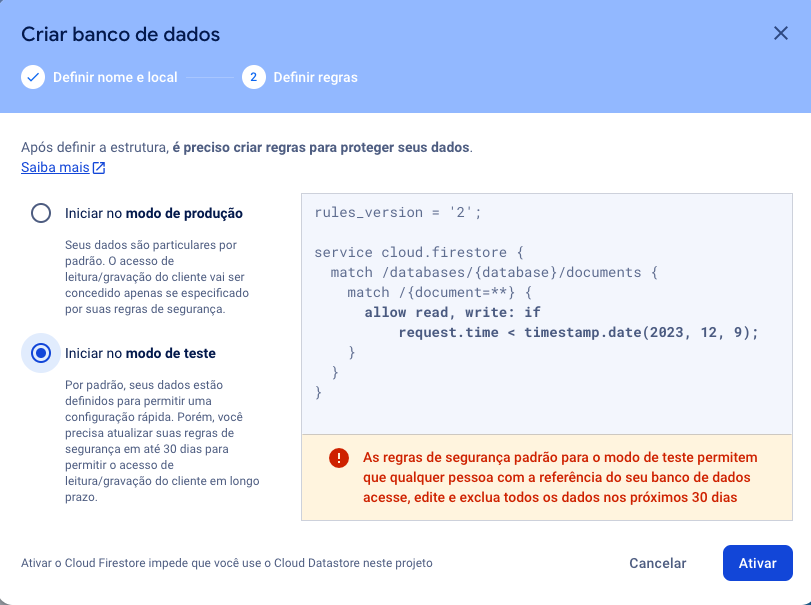 Criar banco de dados
Definir nome e local
2 Definir regras
Após definir a estrutura, é preciso criar regras para proteger seus dados.
Saiba mais
Iniciar no modo de produção
Seus dados são particulares por
padrão. O acesso de
leitura/gravação do cliente vai ser
concedido apenas se especificado
por suas regras de segurança.
Iniciar no modo de teste
Por padrão, seus dados estão
definidos para permitir uma
configuração rápida. Porém, você
precisa atualizar suas regras de
segurança em até 30 dias para
permitir o acesso de
leitura/gravação do cliente em longo
prazo.
rules_version = '2';
service cloud.firestore {
match /databases/{database}/documents {
match /{document=**} {
allow read, write: if
request.time < timestamp.date(2023, 12, 9);
}
}
}
As regras de segurança padrão para o modo de teste permitem
que qualquer pessoa com a referência do seu banco de dados
acesse, edite e exclua todos os dados nos próximos 30 dias
Ativar o Cloud Firestore impede que você use o Cloud Datastore neste projeto
Cancelar
Ativar